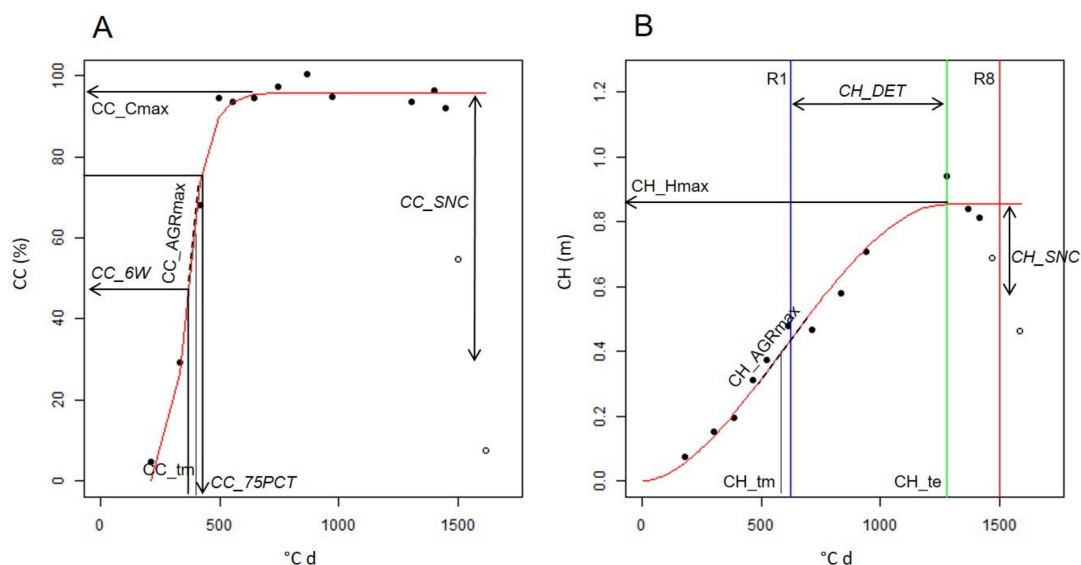 A
CC (%)
100
80
60
40
20
0
CC_Cmax
CC_AGRmax
CC_SNC
CC_6W
CC_tm
CC_75PCT
0
500
1000
1500
°C d
B
CH (m)
1.2
1.0
0.8
0.6
0.4
0.2
0.0
R1
R8
CH_DET
CH_Hmax
CH_SNC
CH_AGRmax
CH_tm
CH_te
0
500
1000
1500
°C d